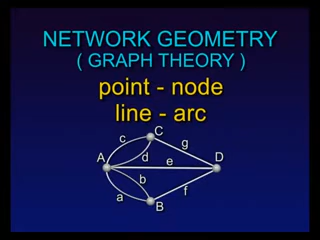 NETWORK GEOMETRY
( GRAPH THEORY )
point - node
line - arc
C
c
g
A
d
e
D
b
a
f
B